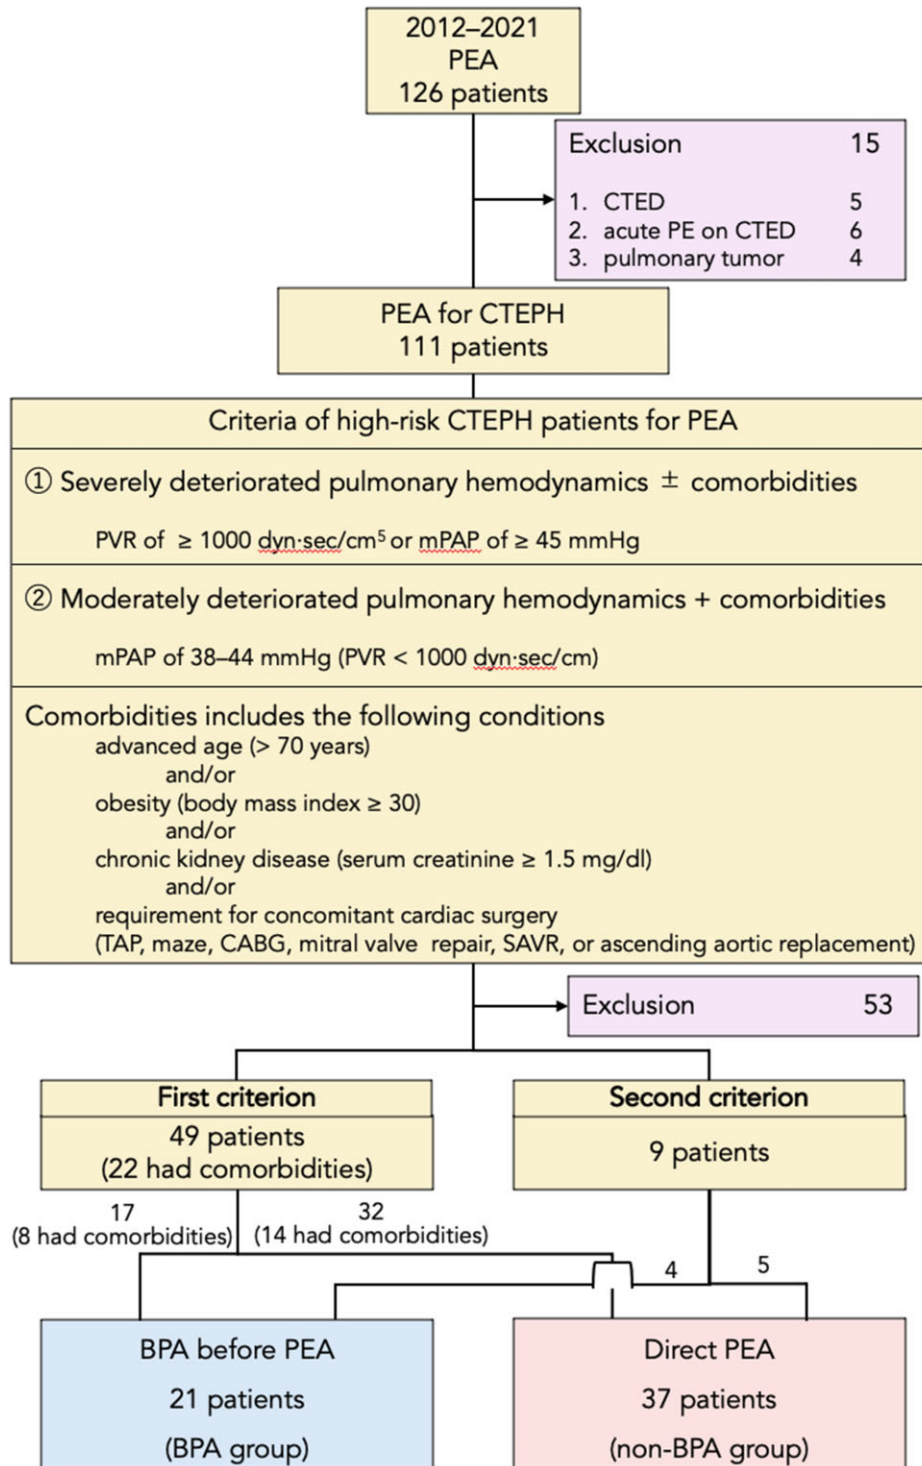 2012–2021
PEA
126 patients
Exclusion 15
1. CTED 5
2. acute PE on CTED 6
3. pulmonary tumor 4
PEA for CTEPH
111 patients
Criteria of high-risk CTEPH patients for PEA
① Severely deteriorated pulmonary hemodynamics ± comorbidities
PVR of ≥ 1000 dyn·sec/cm⁵ or mPAP of ≥ 45 mmHg
② Moderately deteriorated pulmonary hemodynamics + comorbidities
mPAP of 38–44 mmHg (PVR < 1000 dyn·sec/cm)
Comorbidities includes the following conditions
advanced age (> 70 years)
and/or
obesity (body mass index ≥ 30)
and/or
chronic kidney disease (serum creatinine ≥ 1.5 mg/dl)
and/or
requirement for concomitant cardiac surgery
(TAP, maze, CABG, mitral valve repair, SAVR, or ascending aortic replacement)
Exclusion 53
First criterion
49 patients
(22 had comorbidities)
Second criterion
9 patients
17
(8 had comorbidities)
32
(14 had comorbidities)
4
5
BPA before PEA
21 patients
(BPA group)
Direct PEA
37 patients
(non-BPA group)